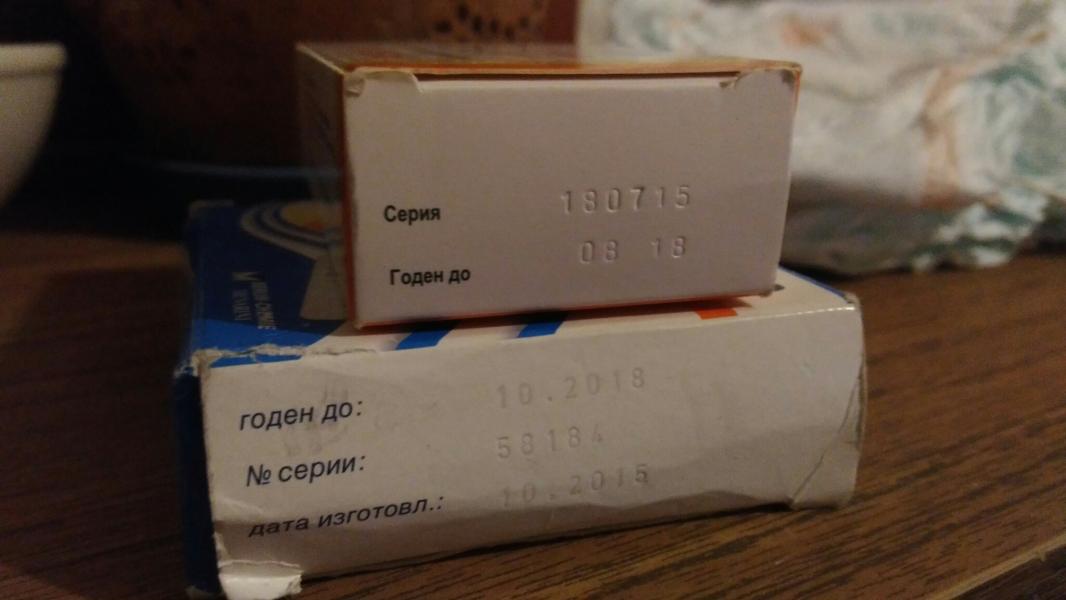 Серия 180715
Годен до 08 18
годен до: 10.2018
№ серии: 58184
дата изготовл.: 10.2015